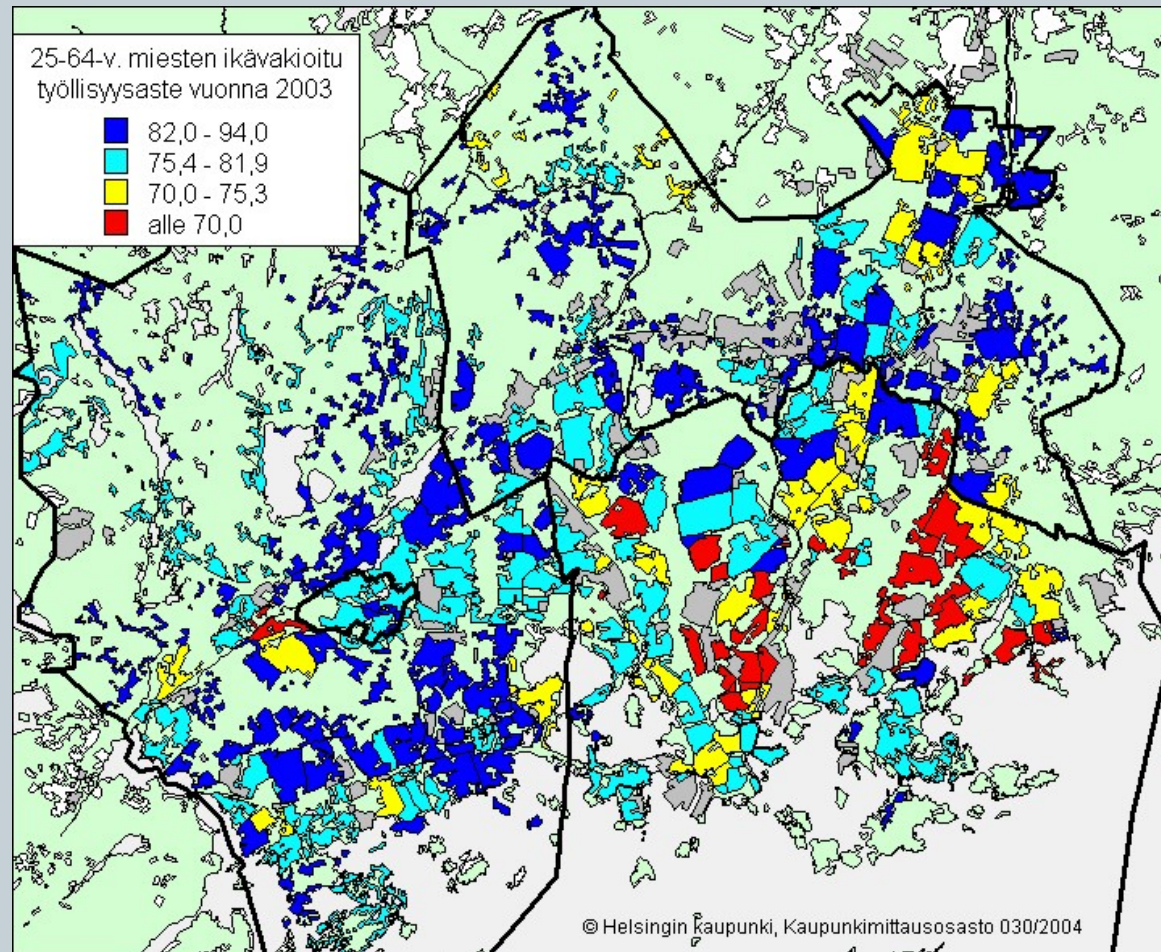 25-64-v. miesten ikävakioitu
työllisyysaste vuonna 2003
82,0 - 94,0
75,4 - 81,9
70,0 - 75,3
alle 70,0
© Helsingin kaupunki, Kaupunkimittausosasto 030/2004